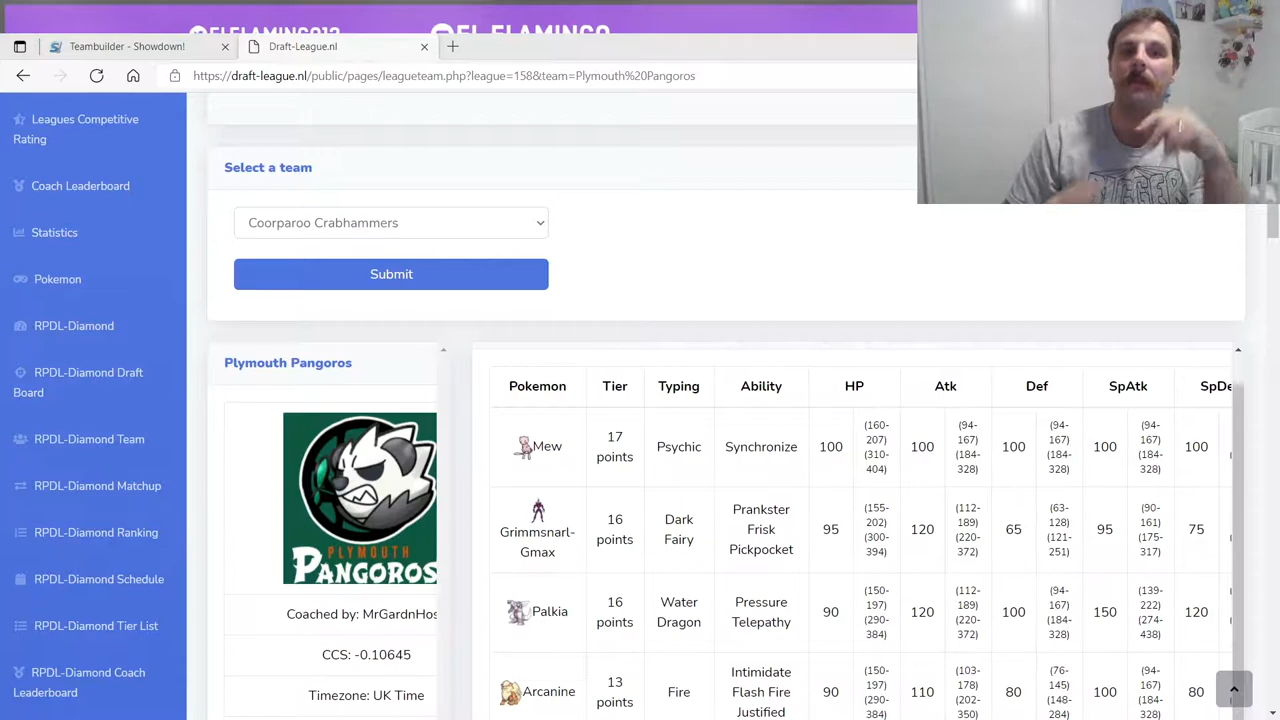 ELFLAMINGO12
EL FLAMINGO
Teambuilder - Showdown!
Draft-League.nl
https://draft-league.nl/public/pages/leagueteam.php?league=158&team=Plymouth%20Pangoros
Leagues Competitive
Rating
Coach Leaderboard
Statistics
Pokemon
RPDL-Diamond
RPDL-Diamond Draft
Board
RPDL-Diamond Team
RPDL-Diamond Matchup
RPDL-Diamond Ranking
RPDL-Diamond Schedule
RPDL-Diamond Tier List
RPDL-Diamond Coach
Leaderboard
Select a team
Coorparoo Crabhammers
Submit
Plymouth Pangoros
PLYMOUTH
PANGOROS
Coached by: MrGardnHos
CCS: -0.10645
Timezone: UK Time
Pokemon Tier Typing Ability HP Atk Def SpAtk SpDe
Mew 17 points Psychic Synchronize 100 (160-207) (310-404) 100 (94-167) (184-328) 100 (94-167) (184-328) 100 (94-167) (184-328) 100
Grimmsnarl-Gmax 16 points Dark Fairy Prankster Frisk Pickpocket 95 (155-202) (300-394) 120 (112-189) (220-372) 65 (63-128) (121-251) 95 (90-161) (175-317) 75
Palkia 16 points Water Dragon Pressure Telepathy 90 (150-197) (290-384) 120 (112-189) (220-372) 100 (94-167) (184-328) 150 (139-222) (274-438) 120
Arcanine 13 points Fire Intimidate Flash Fire Justified 90 (150-197) (290-384) 110 (103-178) (202-350) 80 (76-145) (148-284) 100 (94-167) (184-328) 80